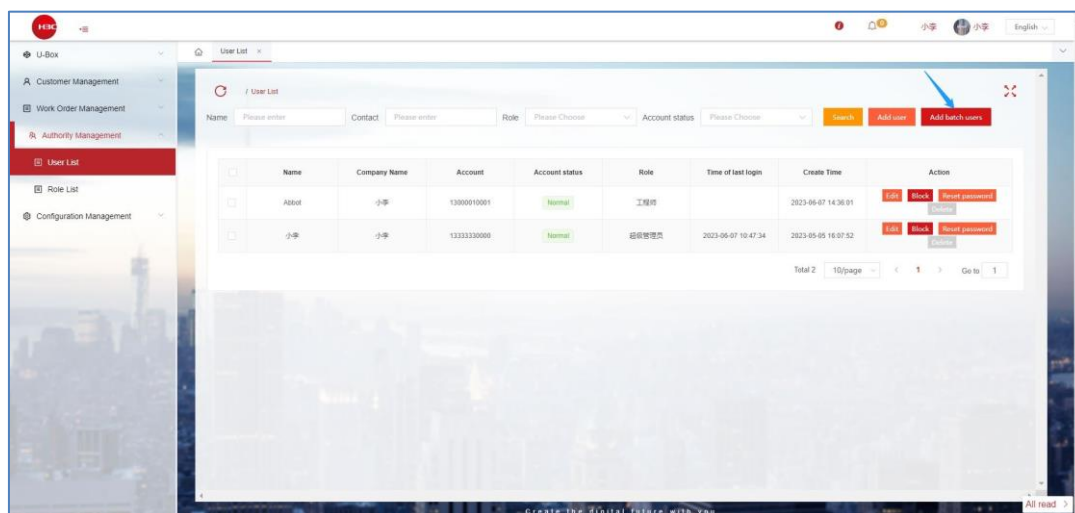 H3C
0 小李 小李 English
U-Box
User List ×
Customer Management
/ User List
Work Order Management
Name Please enter Contact Please enter Role Please Choose Account status Please Choose Search Add user Add batch users
Authority Management
User List
Name Company Name Account Account status Role Time of last login Create Time Action
Role List
Abbot 小李 13000010001 Normal 工程师 2023-06-07 14:36:01 Edit Block Reset password
Delete
Configuration Management
小李 小李 13333330000 Normal 超级管理员 2023-06-07 10:47:34 2023-05-05 16:07:52 Edit Block Reset password
Delete
Total 2 10/page < 1 > Go to 1
Create the digital future with you
All read >